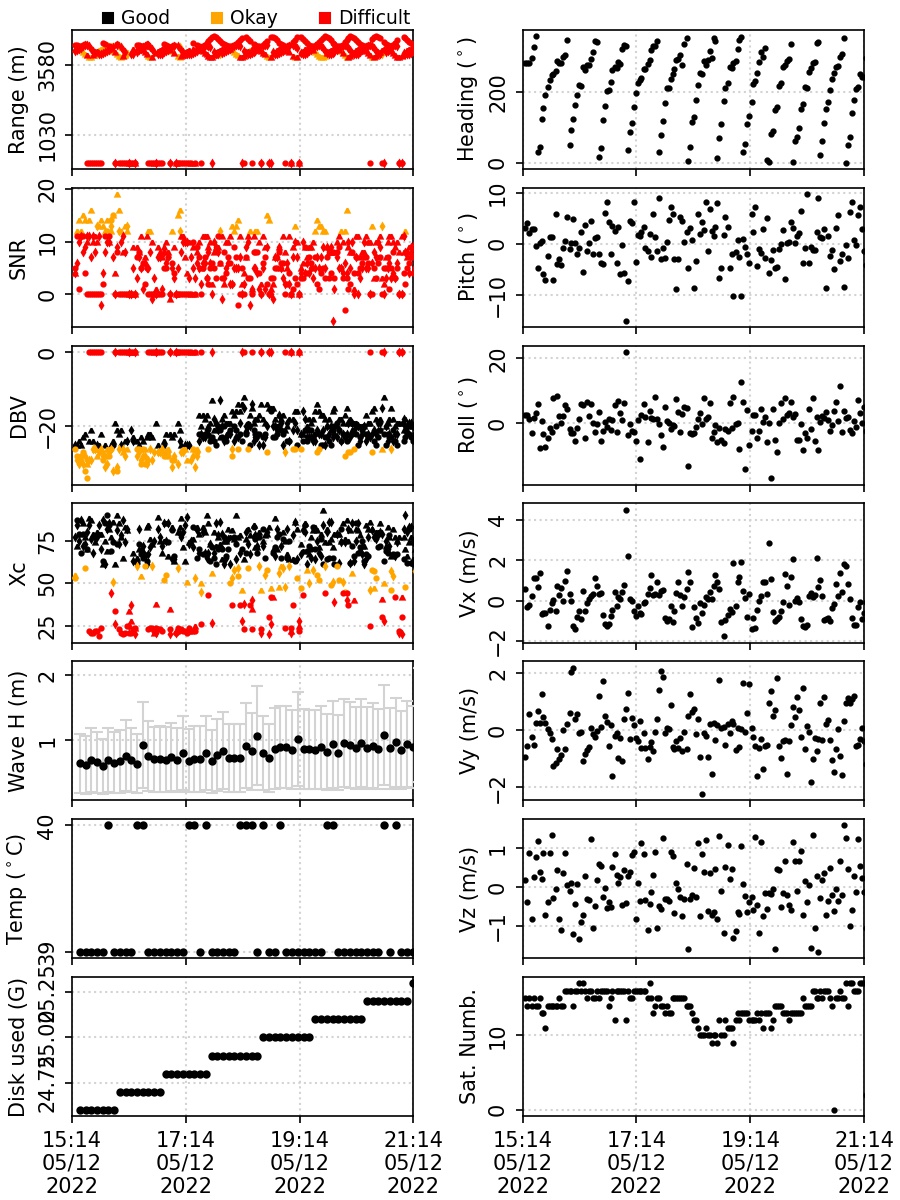 Good Okay Difficult
Range (m)
3580
1030
Heading (°)
200
0
SNR
20
10
0
Pitch (°)
10
0
−10
DBV
0
−20
Roll (°)
20
0
Xc
75
50
25
Vx (m/s)
4
2
0
−2
Wave H (m)
2
1
Vy (m/s)
2
0
−2
Temp (°C)
40
39
Vz (m/s)
1
0
−1
Disk used (G)
25.25
25.00
24.75
Sat. Numb.
10
0
15:14 17:14 19:14 21:14 15:14 17:14 19:14 21:14
05/12 05/12 05/12 05/12 05/12 05/12 05/12 05/12
2022 2022 2022 2022 2022 2022 2022 2022